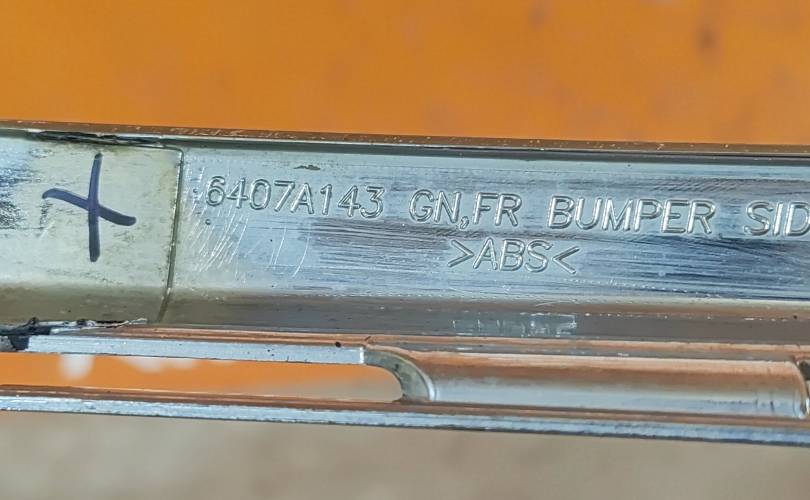 6407A143 GN,FR BUMPER SID
>ABS<